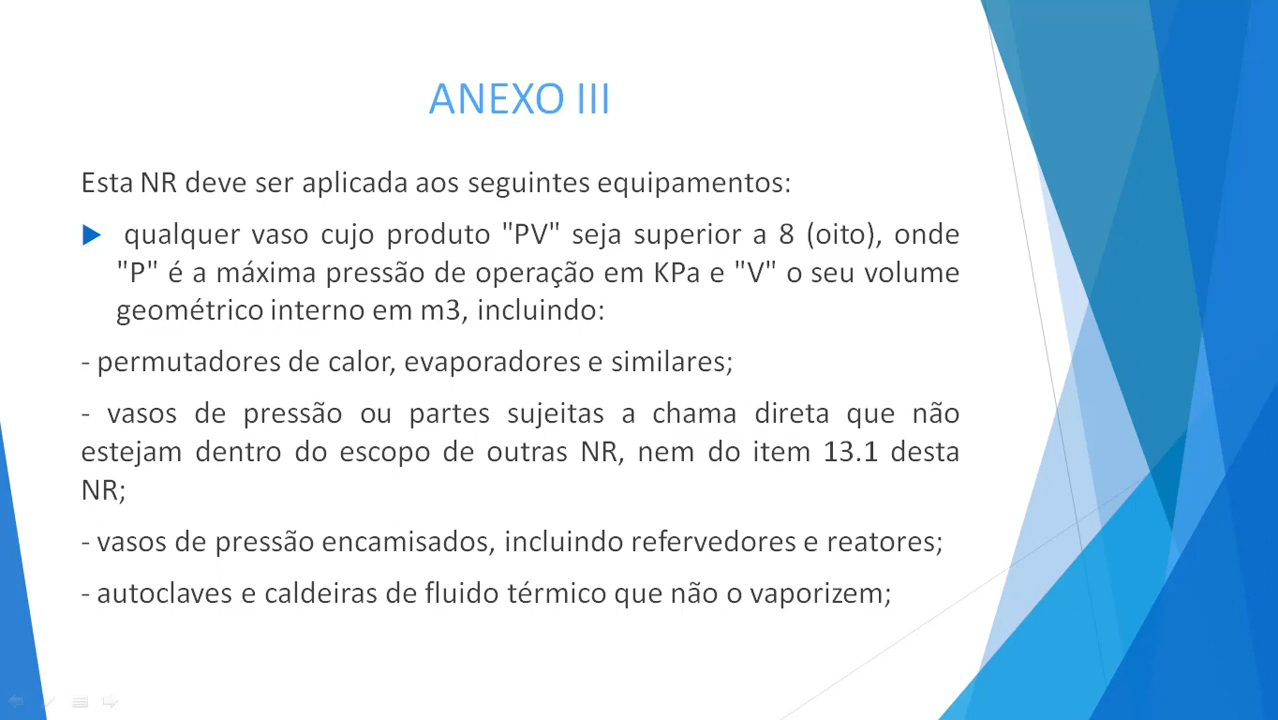 ANEXO III
Esta NR deve ser aplicada aos seguintes equipamentos:
qualquer vaso cujo produto "PV" seja superior a 8 (oito), onde
"P" é a máxima pressão de operação em KPa e "V" o seu volume
geométrico interno em m3, incluindo:
- permutadores de calor, evaporadores e similares;
- vasos de pressão ou partes sujeitas a chama direta que não
estejam dentro do escopo de outras NR, nem do item 13.1 desta
NR;
- vasos de pressão encamisados, incluindo refervedores e reatores;
- autoclaves e caldeiras de fluido térmico que não o vaporizem;